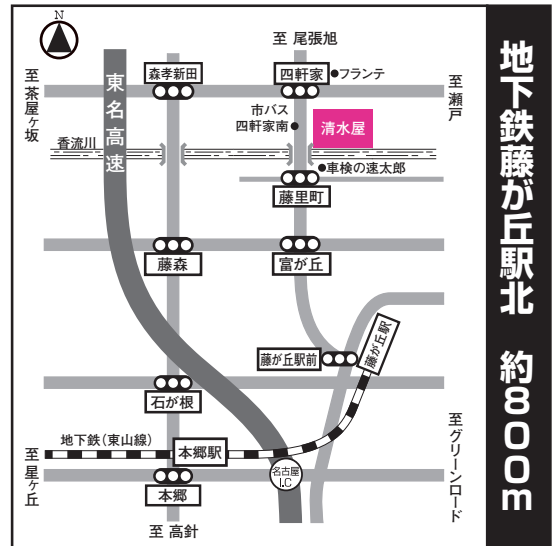 N
至 尾張旭
至 茶屋ヶ坂
東名高速
森孝新田
四軒家
フランテ
至 瀬戸
市バス
四軒家南
清水屋
香流川
車検の速太郎
藤里町
藤森
富が丘
藤が丘駅前
藤が丘駅
石が根
地下鉄(東山線)
本郷駅
名古屋
I.C
至 星ヶ丘
本郷
至 高針
至 グリーンロード
地下鉄藤が丘駅北 約800m